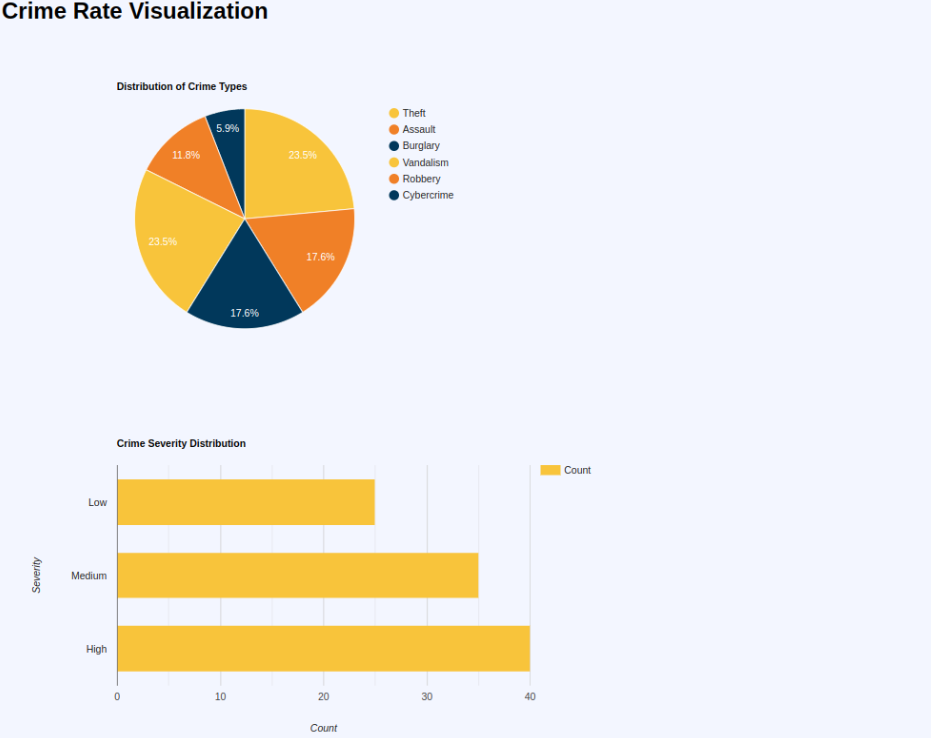 Crime Rate Visualization
Distribution of Crime Types
Theft
Assault
Burglary
Vandalism
Robbery
Cybercrime
5.9%
23.5%
11.8%
23.5%
17.6%
17.6%
Crime Severity Distribution
Count
Low
Medium
High
Severity
0 10 20 30 40
Count